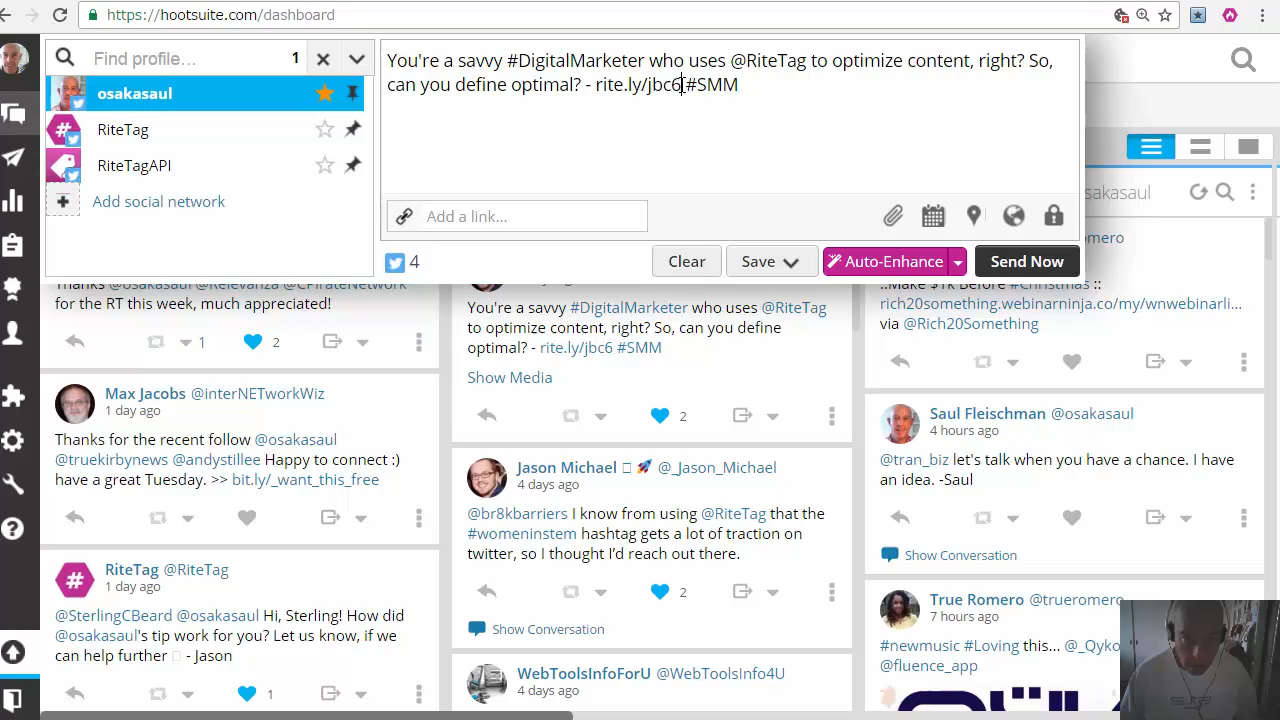 https://hootsuite.com/dashboard
Find profile...
1
osakasaul
RiteTag
RiteTagAPI
Add social network
You're a savvy #DigitalMarketer who uses @RiteTag to optimize content, right? So,
can you define optimal? - rite.ly/jbc6 #SMM
Add a link...
4
Clear
Save
Auto-Enhance
Send Now
Thanks @osakasaul @Relevanza @CPirateNetwork
for the RT this week, much appreciated!
1
2
Max Jacobs @interNETworkWiz
1 day ago
Thanks for the recent follow @osakasaul
@truekirbynews @andystillee Happy to connect :)
have a great Tuesday. >> bit.ly/_want_this_free
RiteTag @RiteTag
1 day ago
@SterlingCBeard @osakasaul Hi, Sterling! How did
@osakasaul's tip work for you? Let us know, if we
can help further - Jason
1
You're a savvy #DigitalMarketer who uses @RiteTag
to optimize content, right? So, can you define
optimal? - rite.ly/jbc6 #SMM
Show Media
2
Jason Michael @_Jason_Michael
4 days ago
@br8kbarriers I know from using @RiteTag that the
#womeninstem hashtag gets a lot of traction on
twitter, so I thought I'd reach out there.
2
Show Conversation
WebToolsInfoForU @WebToolsInfo4U
4 days ago
osakasaul
romero
..Make $1K Before #Christmas ::
rich20something.webinarninja.co/my/wnwebinarli...
via @Rich20Something
Saul Fleischman @osakasaul
4 hours ago
@tran_biz let's talk when you have a chance. I have
an idea. -Saul
Show Conversation
True Romero @trueromero
7 hours ago
#newmusic #Loving this... @_Qyko
@fluence_app